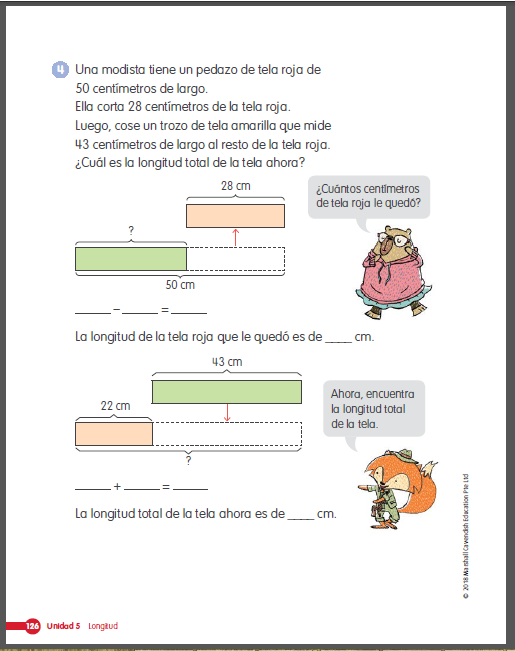 4 Una modista tiene un pedazo de tela roja de
50 centímetros de largo.
Ella corta 28 centímetros de la tela roja.
Luego, cose un trozo de tela amarilla que mide
43 centímetros de largo al resto de la tela roja.
¿Cuál es la longitud total de la tela ahora?
28 cm
¿Cuántos centímetros
de tela roja le quedó?
?
50 cm
_____ – _____ = _____
La longitud de la tela roja que le quedó es de ____ cm.
43 cm
Ahora, encuentra
la longitud total
de la tela.
22 cm
?
_____ + _____ = _____
La longitud total de la tela ahora es de ____ cm.
© 2018 Marshall Cavendish Education Pte Ltd
126 Unidad 5 Longitud